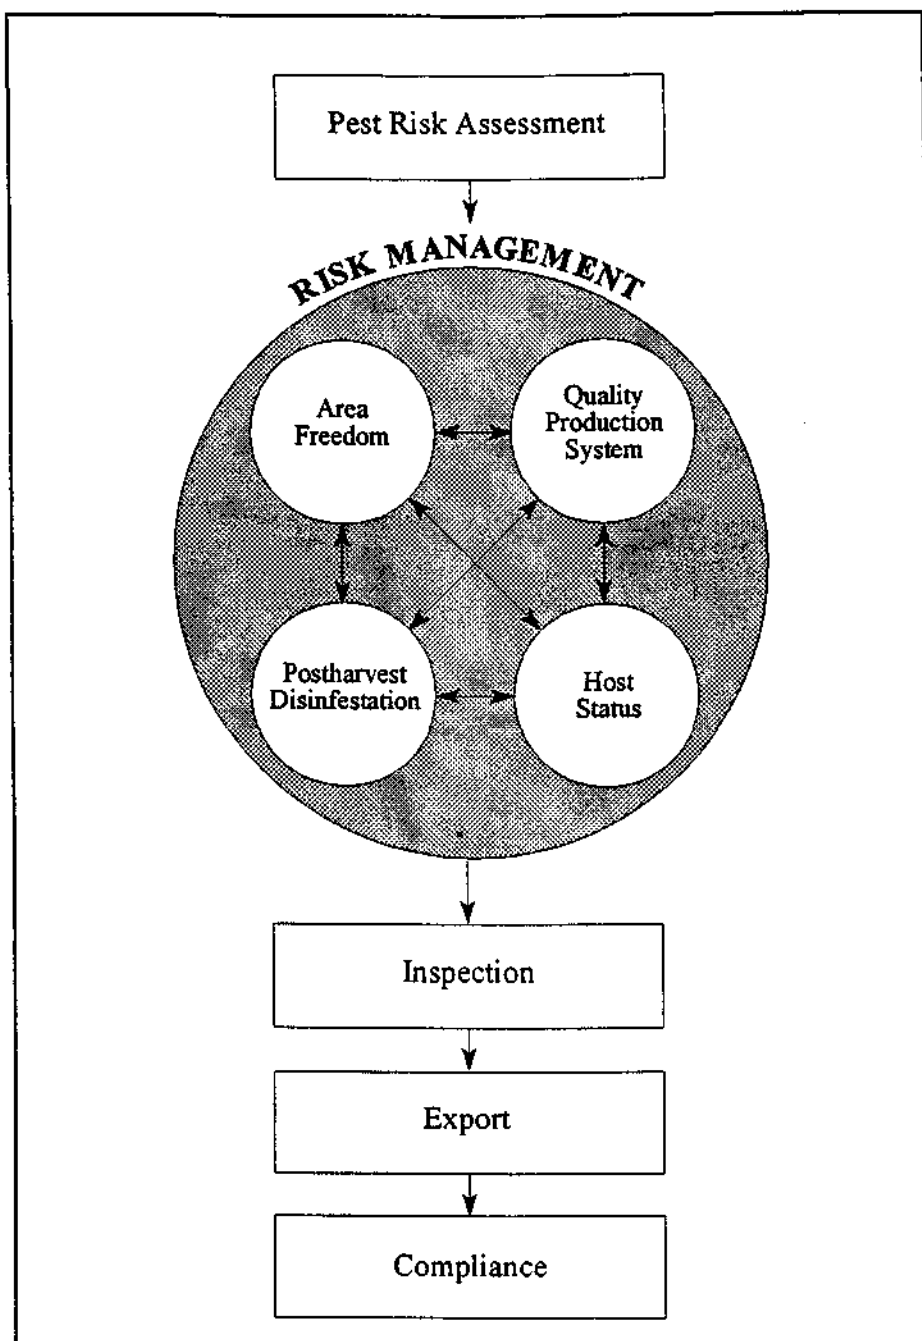 Pest Risk Assessment
RISK MANAGEMENT
Area
Freedom
Quality
Production
System
Postharvest
Disinfestation
Host
Status
Inspection
Export
Compliance